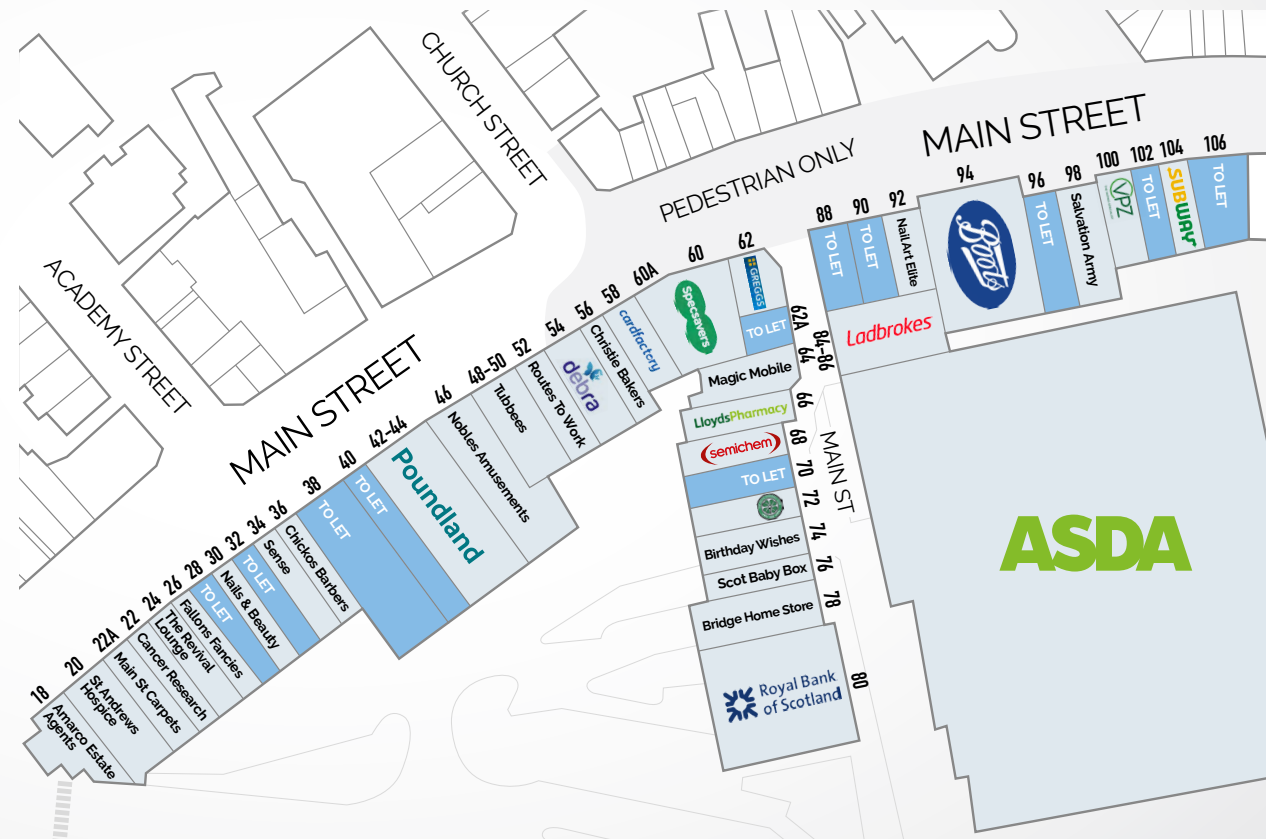 CHURCH STREET
ACADEMY STREET
MAIN STREET
PEDESTRIAN ONLY
MAIN STREET
MAIN ST
18
Amarco Estate
Agents
20
St Andrews
Hospice
22A
Main St Carpets
22
Cancer Research
24
The Revival
Lounge
26
Fallons Fancies
28
TO LET
30
Nails & Beauty
32
TO LET
34
Sense
36
Chickos Barbers
38
TO LET
40
TO LET
42-44
Poundland
46
Nobles Amusements
48-50
Tubbees
52
Routes To Work
54
debra
56
Christie Bakers
58
cardfactory
60A
60
Specsavers
62
GREGGS
62A
TO LET
64
Magic Mobile
66
LloydsPharmacy
68
semichem
70
TO LET
72
74
Birthday Wishes
76
Scot Baby Box
78
Bridge Home Store
80
Royal Bank
of Scotland
84-86
Ladbrokes
88
TO LET
90
TO LET
92
Nail Art Elite
94
Boots
96
TO LET
98
Salvation Army
100
VPZ
102
TO LET
104
SUBWAY
106
TO LET
ASDA